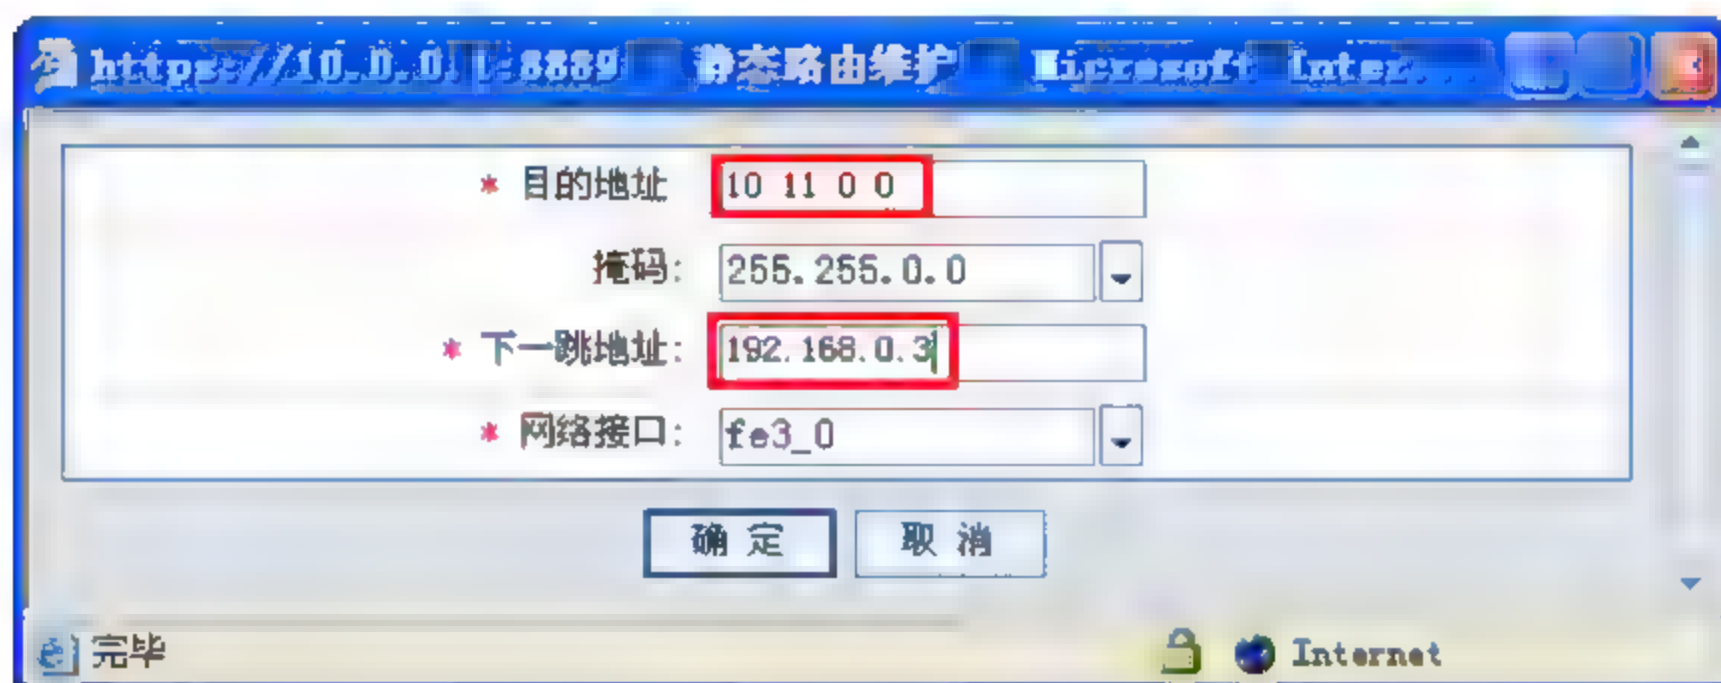 https://10.0.0.1:8889 静态路由维护 Microsoft Inter...
* 目的地址 10 11 0 0
掩码: 255.255.0.0
* 下一跳地址: 192.168.0.3
* 网络接口: fe3_0
确 定 取 消
完毕 Internet